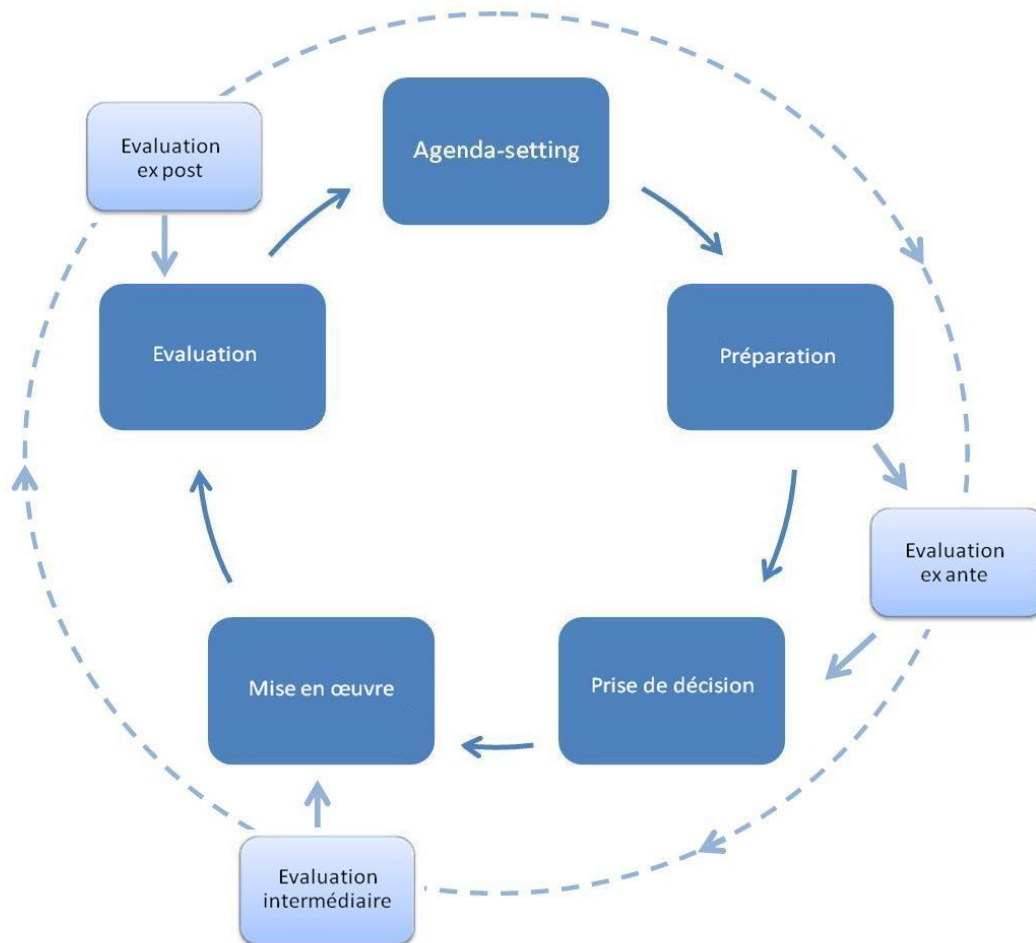 Evaluation
ex post
Agenda-setting
Evaluation
Préparation
Evaluation
ex ante
Mise en œuvre
Prise de décision
Evaluation
intermédiaire